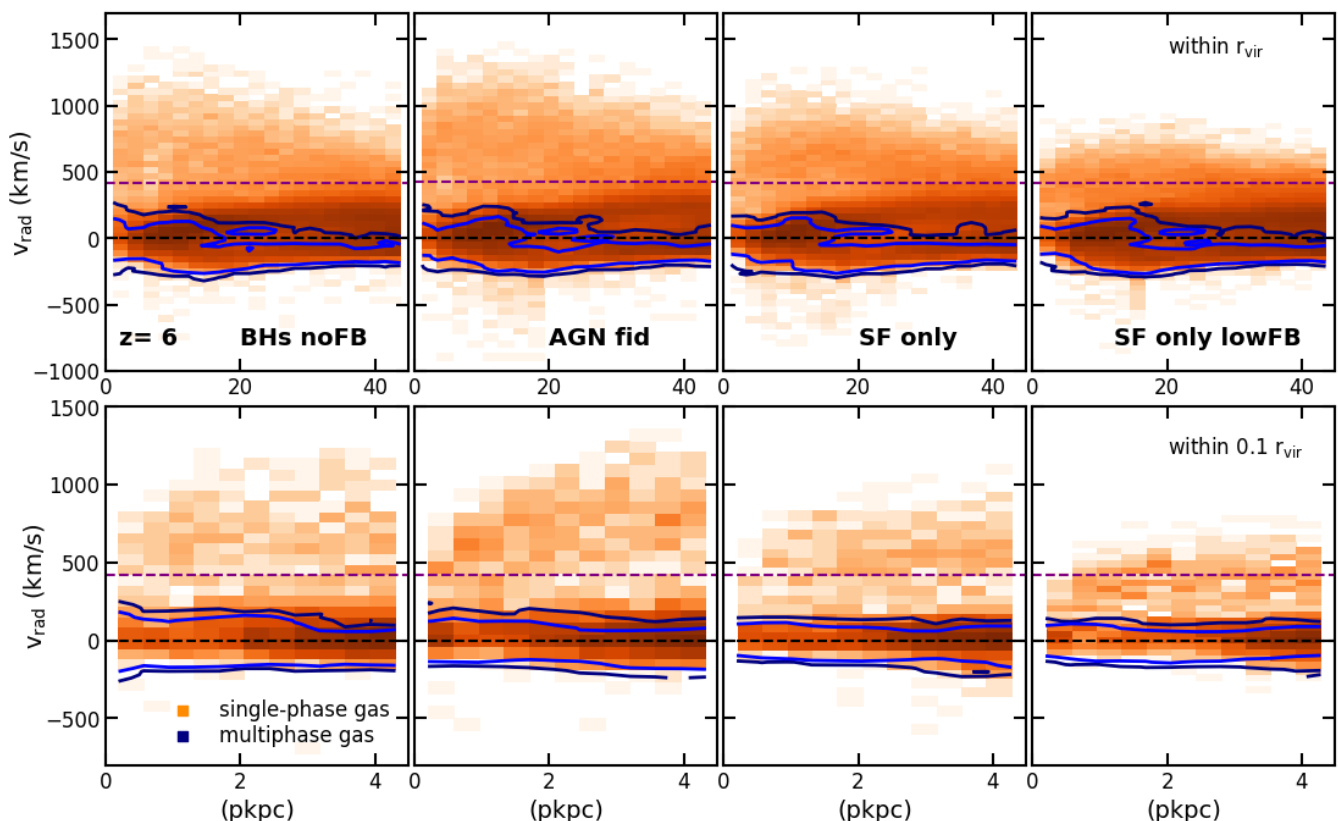 1500
1000
500
0
−500
−1000
v_rad (km/s)
within r_vir
z= 6
BHs noFB
AGN fid
SF only
SF only lowFB
0 20 40 0 20 40 0 20 40 0 20 40
1500
1000
500
0
−500
v_rad (km/s)
within 0.1 r_vir
single-phase gas
multiphase gas
0 2 4 0 2 4 0 2 4 0 2 4
(pkpc) (pkpc) (pkpc) (pkpc)